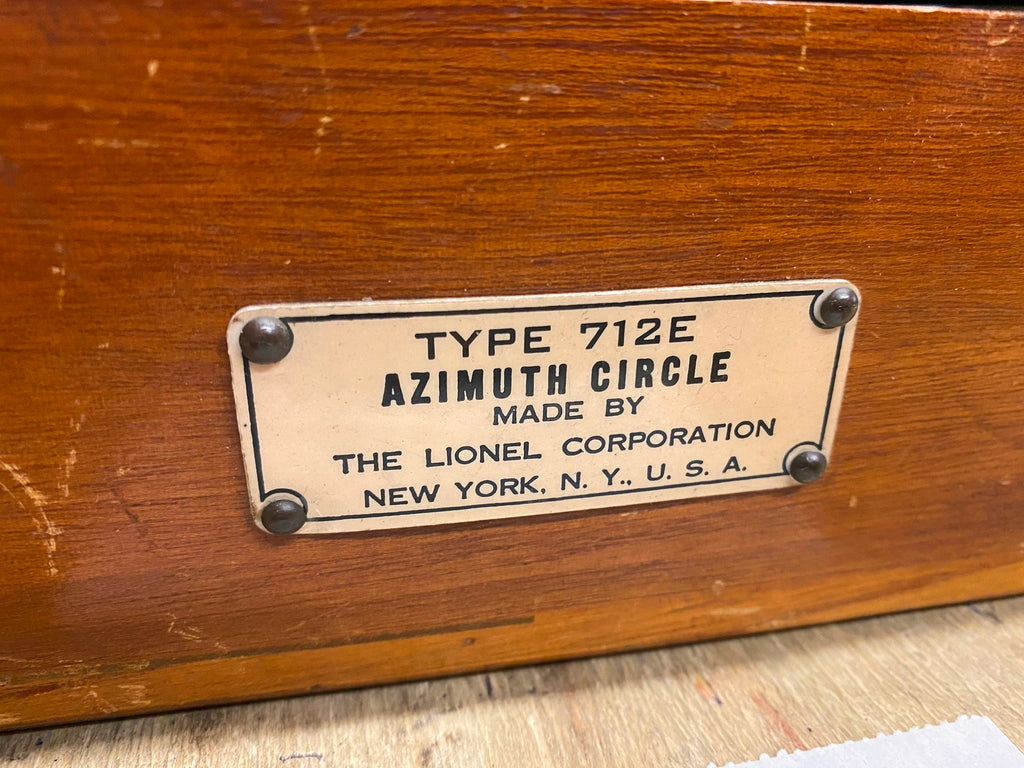 TYPE 712E
AZIMUTH CIRCLE
MADE BY
THE LIONEL CORPORATION
NEW YORK, N. Y., U. S. A.